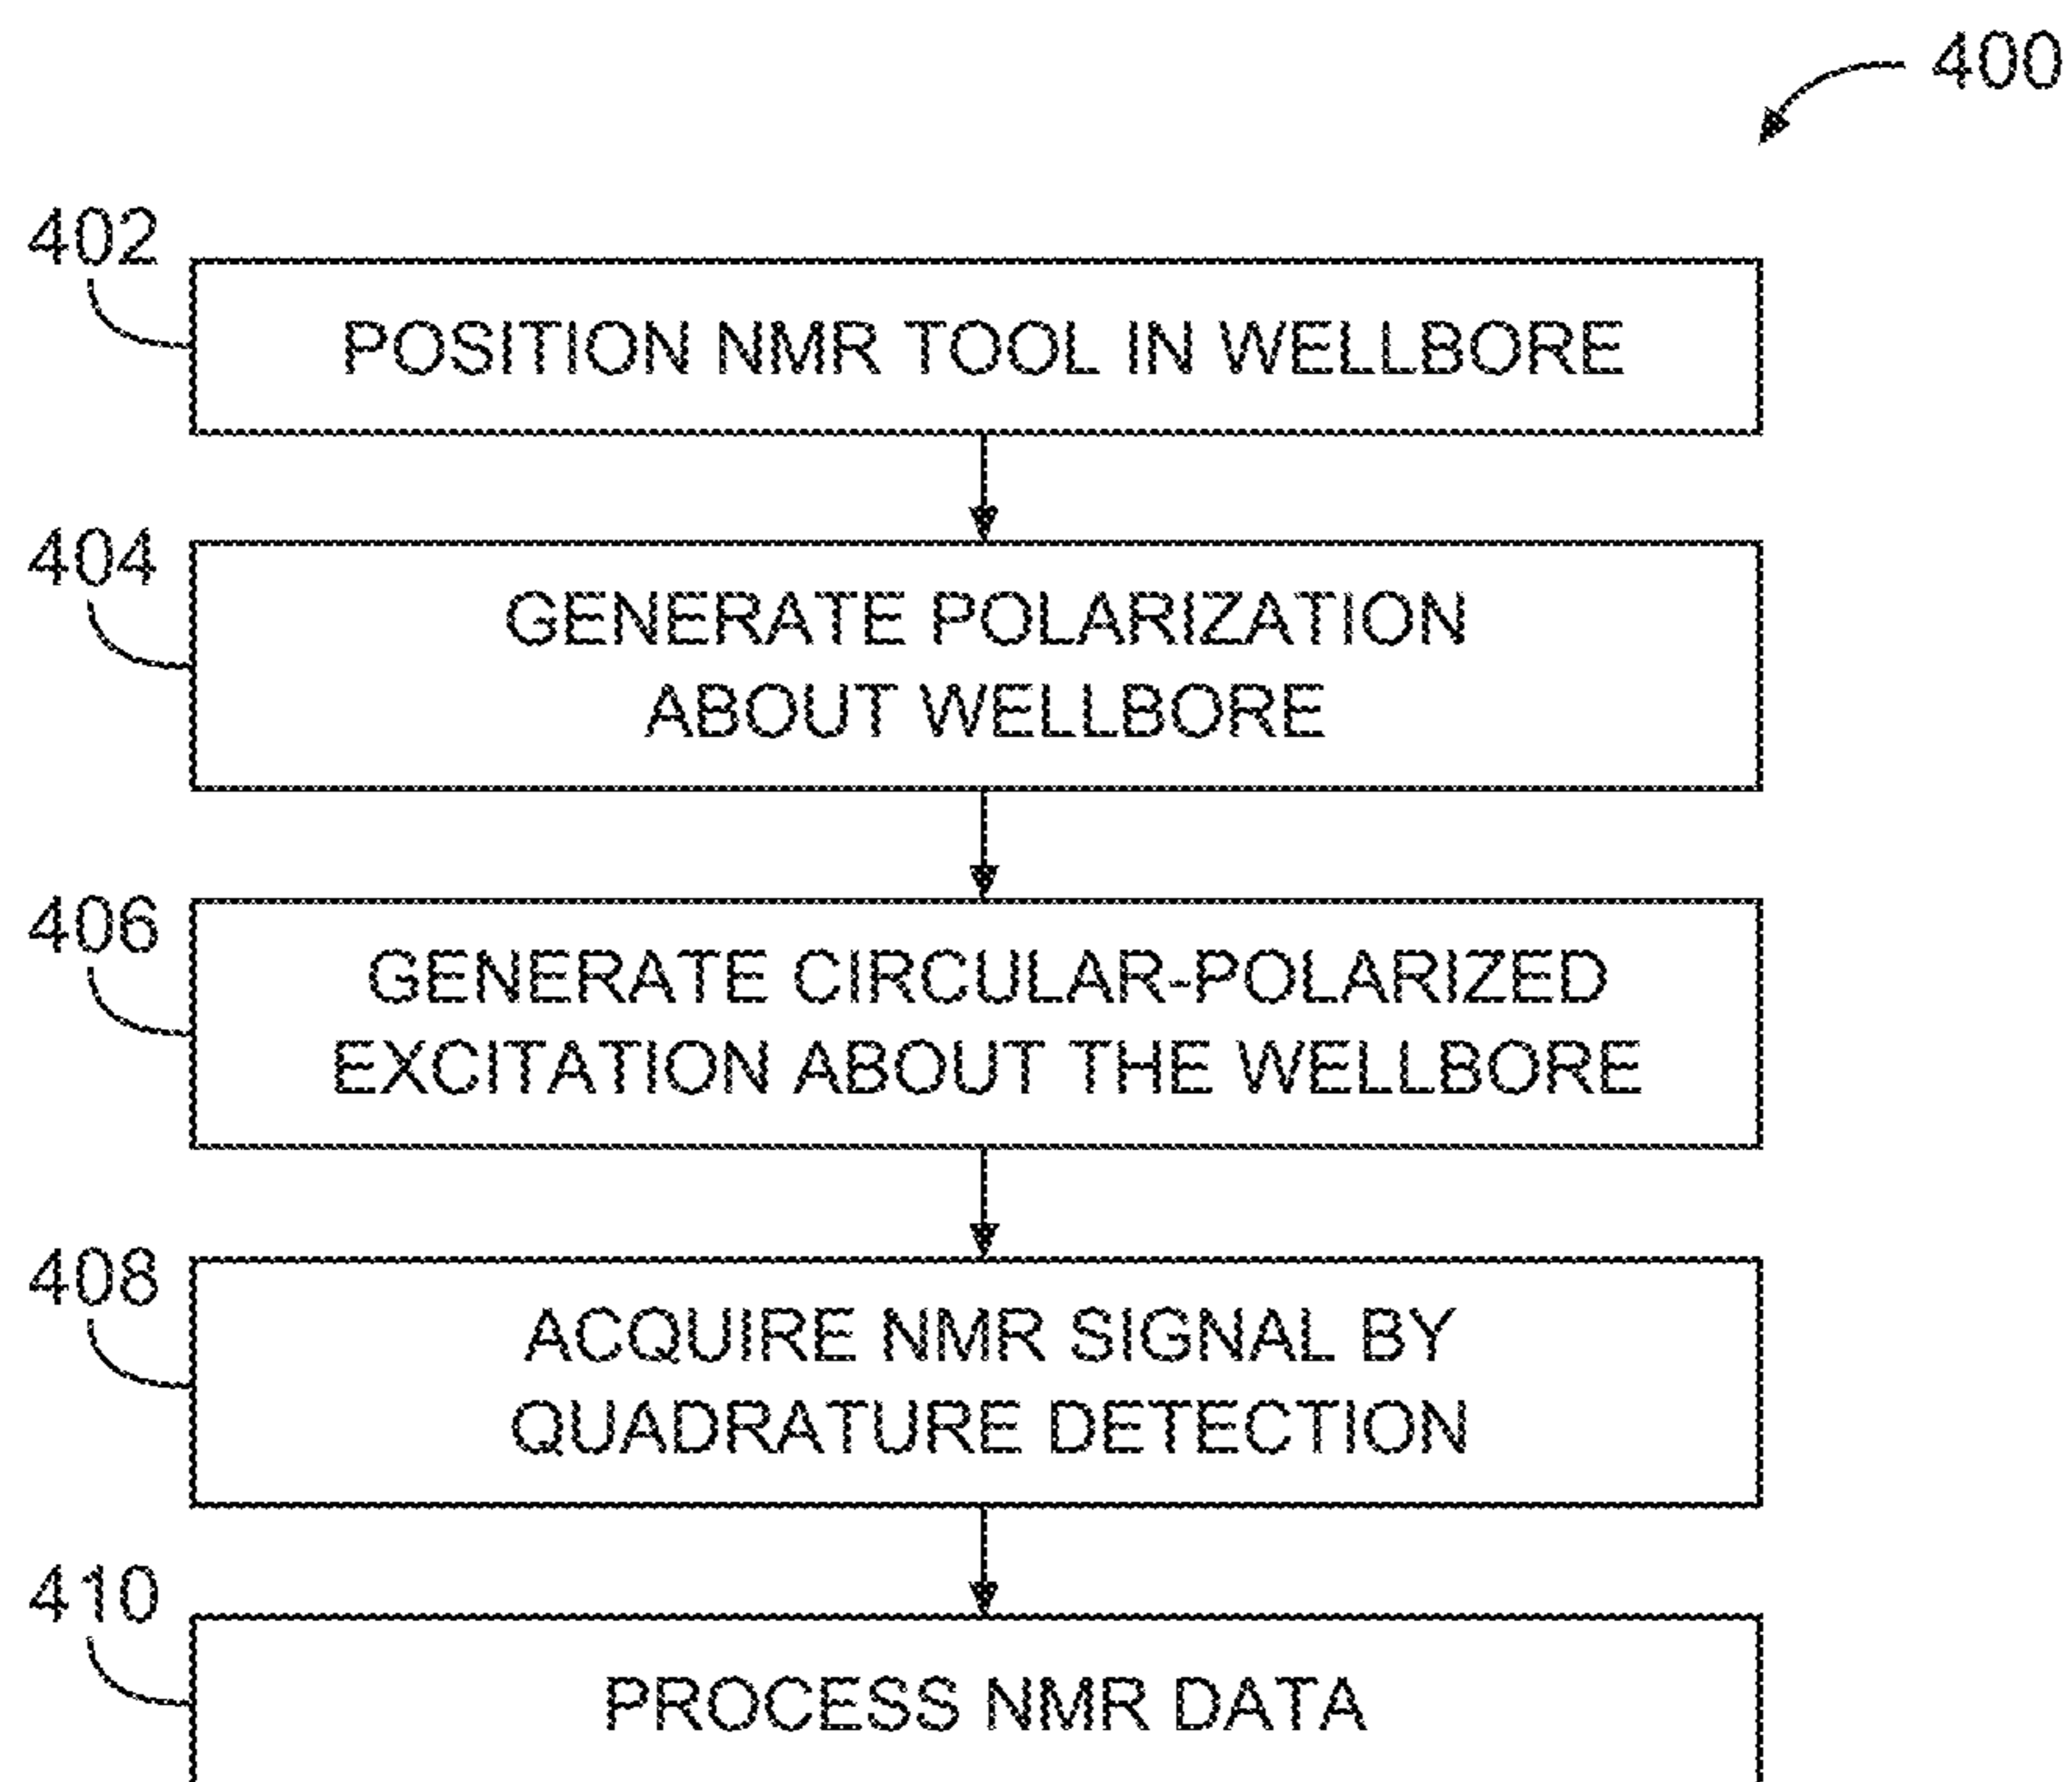 400
402
POSITION NMR TOOL IN WELLBORE
404
GENERATE POLARIZATION
ABOUT WELLBORE
406
GENERATE CIRCULAR-POLARIZED
EXCITATION ABOUT THE WELLBORE
408
ACQUIRE NMR SIGNAL BY
QUADRATURE DETECTION
410
PROCESS NMR DATA